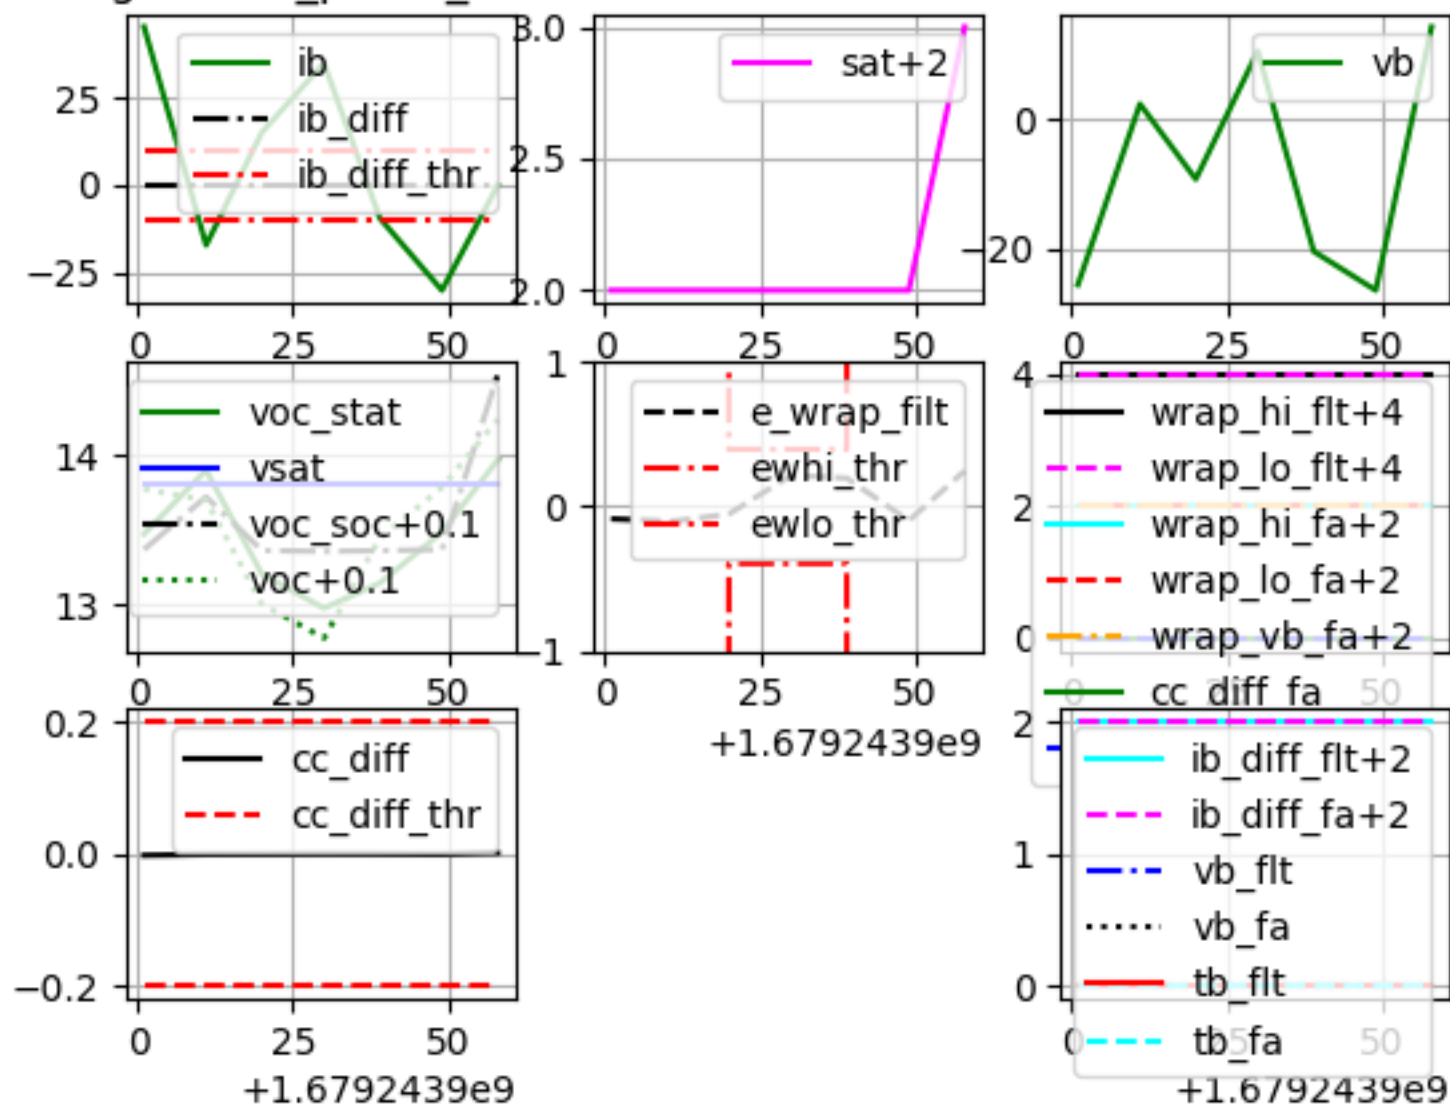 ib
ib_diff
ib_diff_thr
25
0
−25
0
25
50
sat+2
3.0
2.5
2.0
0
25
50
vb
0
−20
0
25
50
voc_stat
vsat
voc_soc+0.1
voc+0.1
14
13
0
25
50
e_wrap_filt
ewhi_thr
ewlo_thr
1
0
−1
0
25
50
+1.6792439e9
wrap_hi_flt+4
wrap_lo_flt+4
wrap_hi_fa+2
wrap_lo_fa+2
wrap_vb_fa+2
cc_diff_fa
4
2
0
0
25
50
cc_diff
cc_diff_thr
0.2
0.0
−0.2
0
25
50
+1.6792439e9
ib_diff_flt+2
ib_diff_fa+2
vb_flt
vb_fa
tb_flt
tb_fa
2
1
0
0
25
50
+1.6792439e9